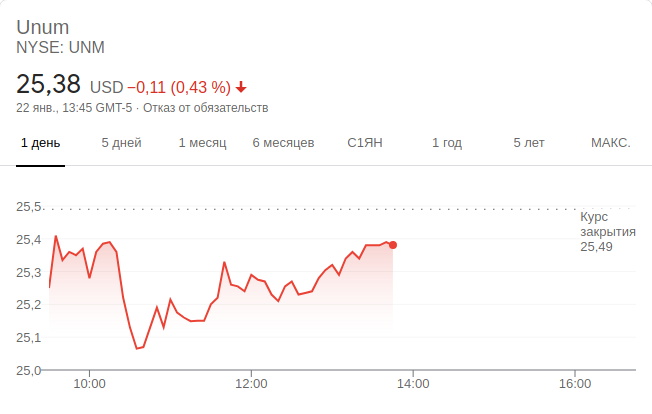 Unum
NYSE: UNM
25,38 USD −0,11 (0,43 %)
22 янв., 13:45 GMT-5 · Отказ от обязательств
1 день 5 дней 1 месяц 6 месяцев С1ЯН 1 год 5 лет МАКС.
25,5
Курс
закрытия
25,49
25,4
25,3
25,2
25,1
25,0
10:00 12:00 14:00 16:00